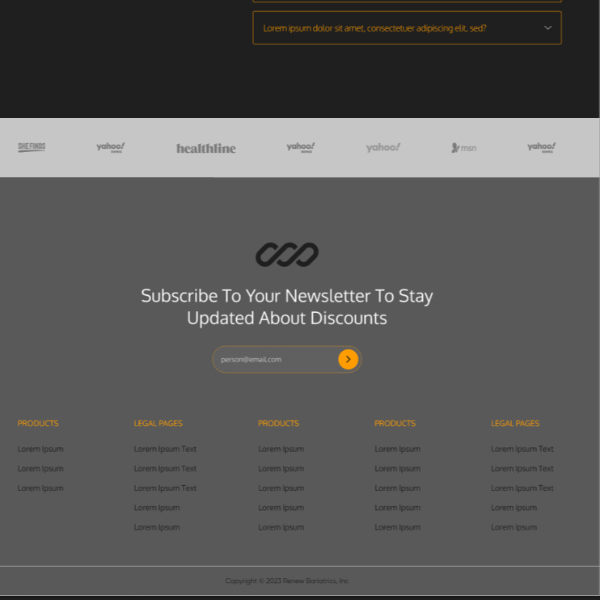 Lorem ipsum dolor sit amet, consectetuer adipiscing elit, sed?
SHEFINDS yahoo! healthline yahoo! yahoo! msn yahoo!
Subscribe To Your Newsletter To Stay
Updated About Discounts
person@email.com
PRODUCTS LEGAL PAGES PRODUCTS PRODUCTS LEGAL PAGES
Lorem Ipsum Lorem Ipsum Text Lorem Ipsum Lorem Ipsum Lorem Ipsum Text
Lorem Ipsum Lorem Ipsum Text Lorem Ipsum Lorem Ipsum Lorem Ipsum Text
Lorem Ipsum Lorem Ipsum Text Lorem Ipsum Lorem Ipsum Lorem Ipsum Text
Lorem Ipsum Lorem Ipsum Lorem Ipsum Lorem Ipsum
Lorem Ipsum Lorem Ipsum Lorem Ipsum Lorem Ipsum
Copyright © 2023 Renew Bariatrics, Inc